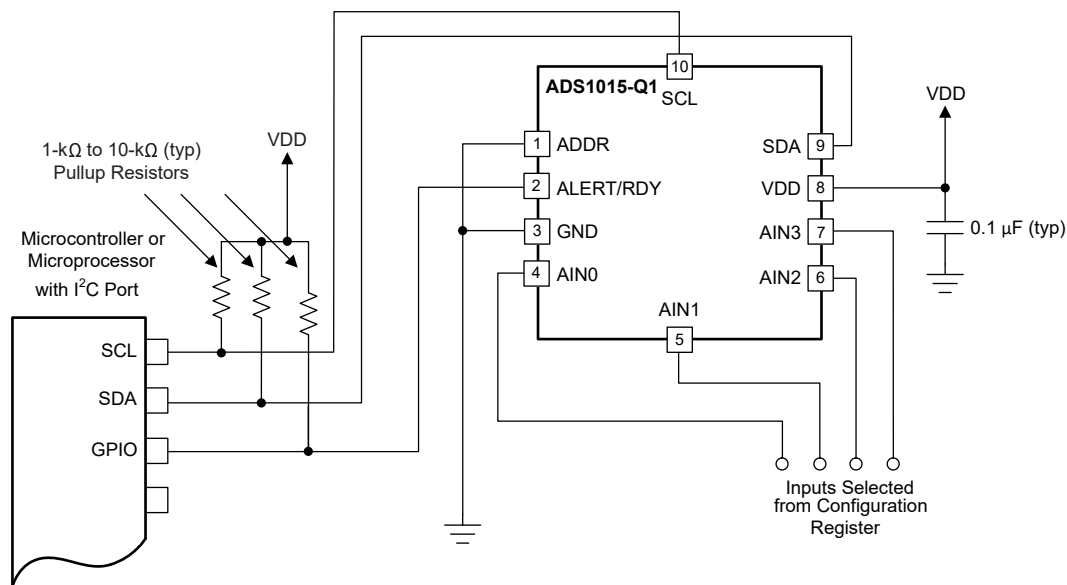 10
ADS1015-Q1
SCL
VDD
1-kΩ to 10-kΩ (typ)
Pullup Resistors
VDD
1
ADDR
SDA
9
2
ALERT/RDY
VDD
8
3
GND
AIN3
7
0.1 µF (typ)
Microcontroller or
Microprocessor
with I²C Port
4
AIN0
AIN2
6
AIN1
5
SCL
SDA
GPIO
Inputs Selected
from Configuration
Register